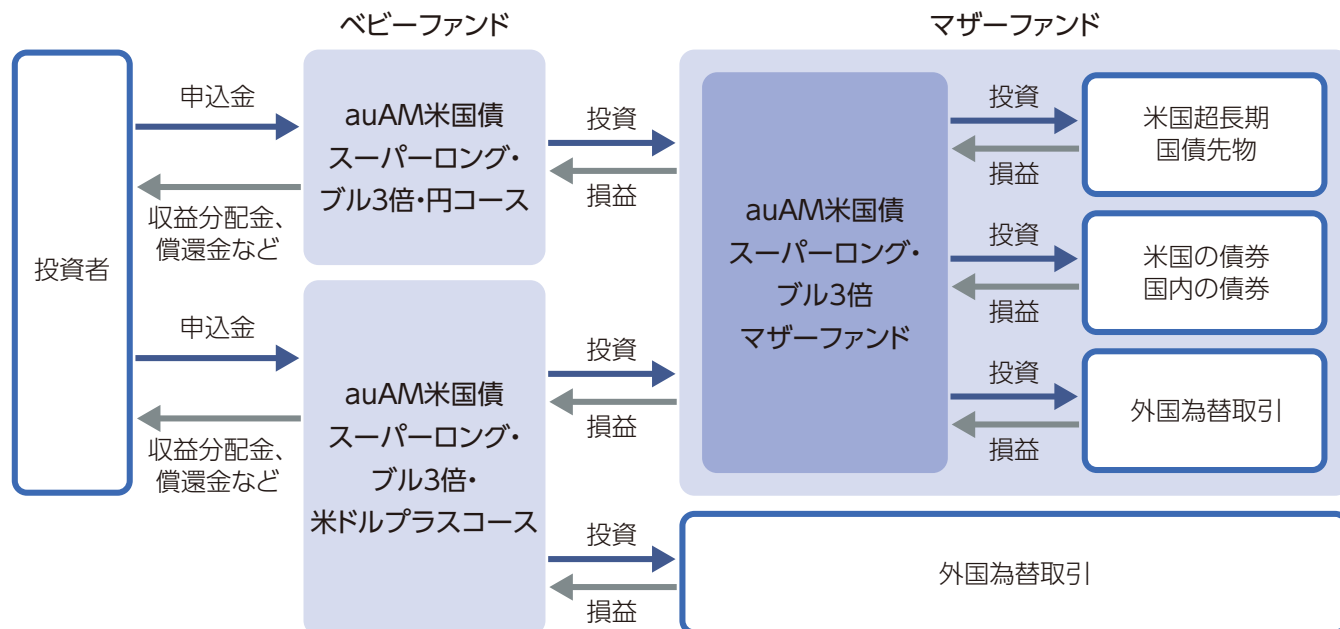 ベビーファンド
マザーファンド
投資者
申込金
収益分配金、
償還金など
申込金
収益分配金、
償還金など
auAM米国債
スーパーロング・
ブル3倍・円コース
auAM米国債
スーパーロング・
ブル3倍・
米ドルプラスコース
投資
損益
投資
損益
投資
損益
auAM米国債
スーパーロング・
ブル3倍
マザーファンド
投資
損益
投資
損益
投資
損益
米国超長期
国債先物
米国の債券
国内の債券
外国為替取引
外国為替取引